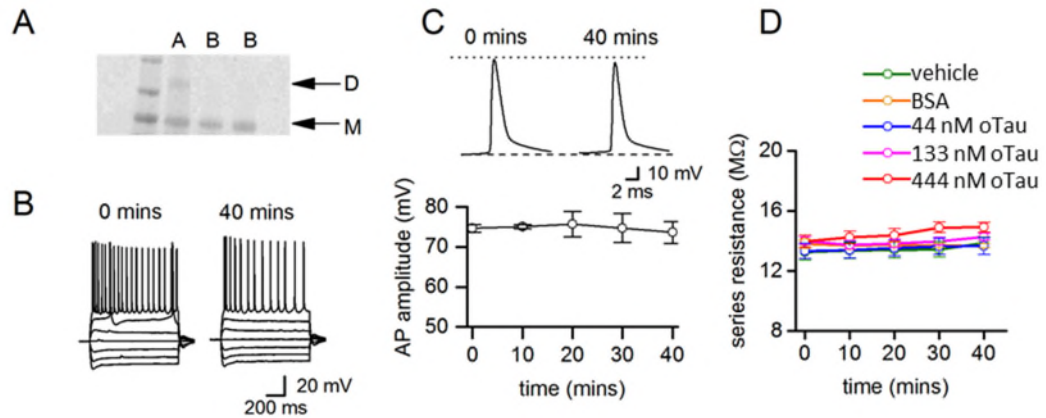 A
A B B
D
M
B
0 mins 40 mins
20 mV
200 ms
C
0 mins 40 mins
10 mV
2 ms
AP amplitude (mV)
80
70
60
50
0 10 20 30 40
time (mins)
D
vehicle
BSA
44 nM oTau
133 nM oTau
444 nM oTau
series resistance (MΩ)
20
16
12
8
0 10 20 30 40
time (mins)